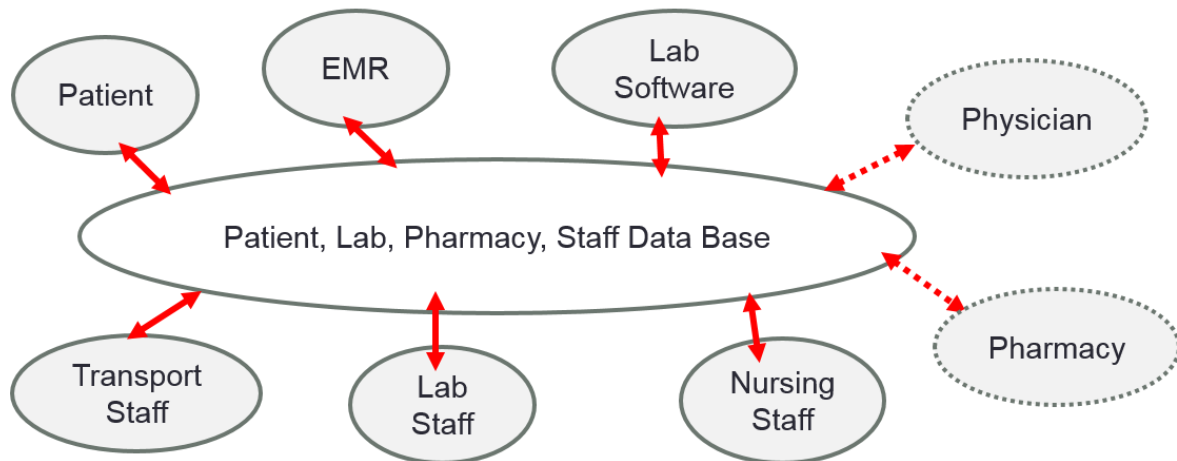 Patient
EMR
Lab
Software
Physician
Patient, Lab, Pharmacy, Staff Data Base
Transport
Staff
Lab
Staff
Nursing
Staff
Pharmacy